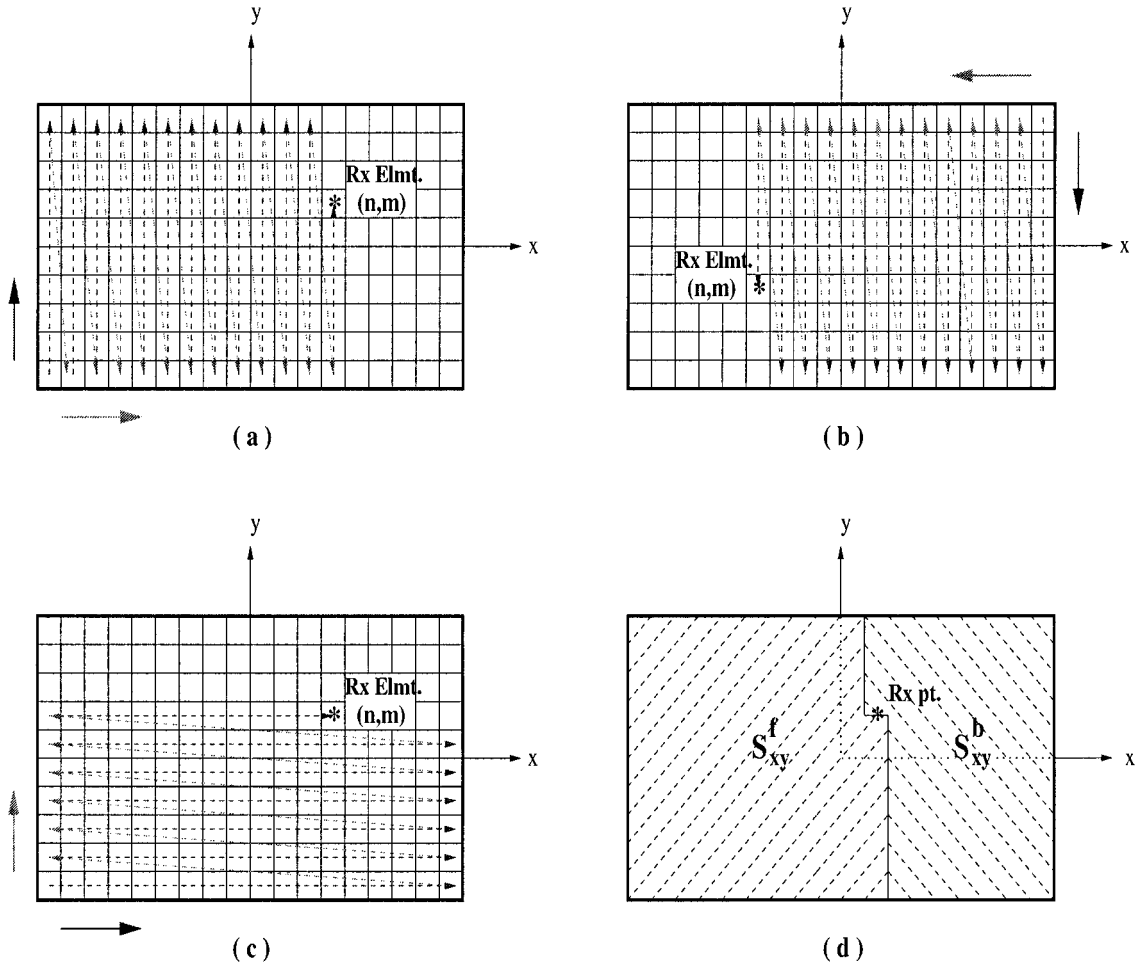 y
y
Rx Elmt.
(n,m)
x
Rx Elmt.
(n,m)
x
( a )
( b )
y
y
Rx Elmt.
(n,m)
Rx pt.
x
S^f_xy
S^b_xy
x
( c )
( d )